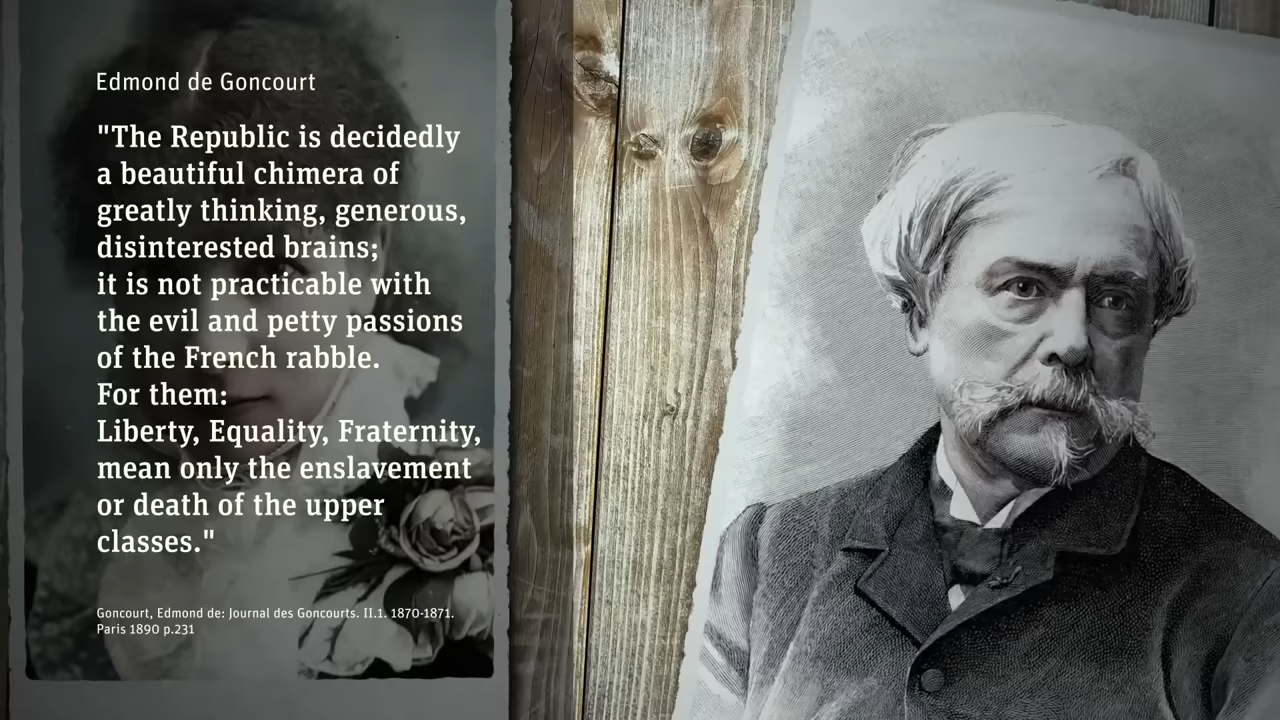 Edmond de Goncourt
"The Republic is decidedly
a beautiful chimera of
greatly thinking, generous,
disinterested brains;
it is not practicable with
the evil and petty passions
of the French rabble.
For them:
Liberty, Equality, Fraternity,
mean only the enslavement
or death of the upper
classes."
Goncourt, Edmond de: Journal des Goncourts. II.1. 1870-1871.
Paris 1890 p.231